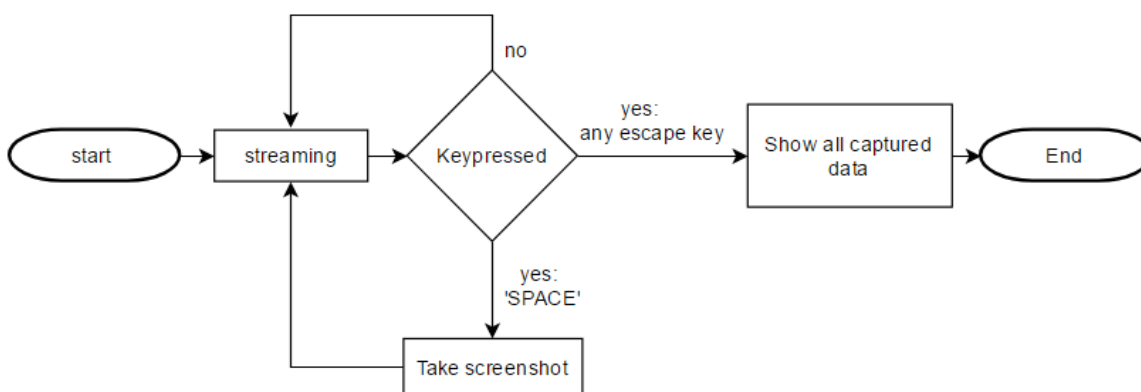 no
start
streaming
Keypressed
yes:
any escape key
Show all captured
data
End
yes:
'SPACE'
Take screenshot